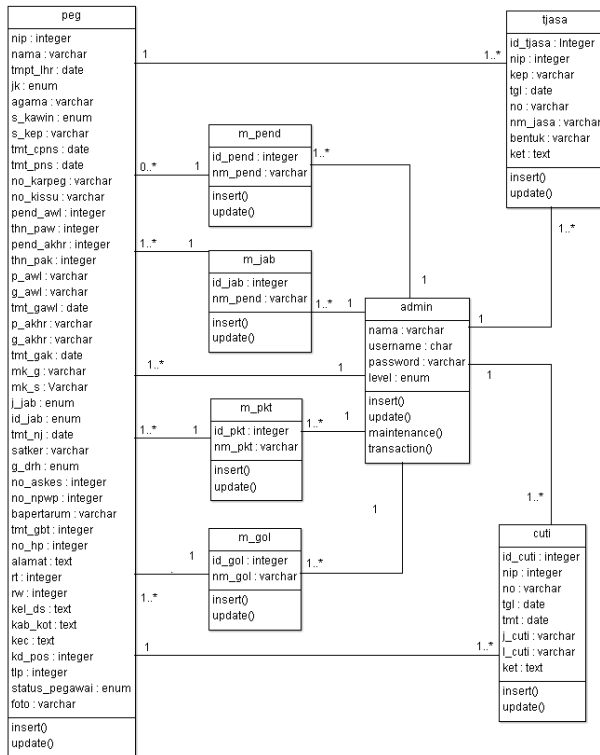 peg
nip : integer
nama : varchar
tmpt_lhr : date
jk : enum
agama : varchar
s_kawin : enum
s_kep : varchar
tmt_cpns : date
tmt_pns : date
no_karpeg : varchar
no_kissu : varchar
pend_awl : integer
thn_paw : integer
pend_akhr : integer
thn_pak : integer
p_awl : varchar
g_awl : varchar
tmt_gawl : date
p_akhr : varchar
g_akhr : varchar
tmt_gak : date
mk_g : varchar
mk_s : Varchar
j_jab : enum
id_jab : enum
tmt_nj : date
satker : varchar
g_drh : enum
no_askes : integer
no_npwp : integer
bapertarum : varchar
tmt_gbt : integer
no_hp : integer
alamat : text
rt : integer
rw : integer
kel_ds : text
kab_kot : text
kec : text
kd_pos : integer
tlp : integer
status_pegawai : enum
foto : varchar
insert()
update()
1
1..*
tjasa
id_tjasa : Integer
nip : integer
kep : varchar
tgl : date
no : varchar
nm_jasa : varchar
bentuk : varchar
ket : text
insert()
update()
1..*
0..*
1
m_pend
id_pend : integer
nm_pend : varchar
insert()
update()
1..*
1
1..*
1
m_jab
id_jab : integer
nm_pend : varchar
insert()
update()
1..*
1
admin
nama : varchar
username : char
password : varchar
level : enum
insert()
update()
maintenance()
transaction()
1
1
1..*
1
1..*
1
m_pkt
id_pkt : integer
nm_pkt : varchar
insert()
update()
1..*
1
1
1..*
m_gol
id_gol : integer
nm_gol : varchar
insert()
update()
1..*
1
1..*
cuti
id_cuti : integer
nip : integer
no : varchar
tgl : date
tmt : date
j_cuti : varchar
l_cuti : varchar
ket : text
insert()
update()
1
1..*